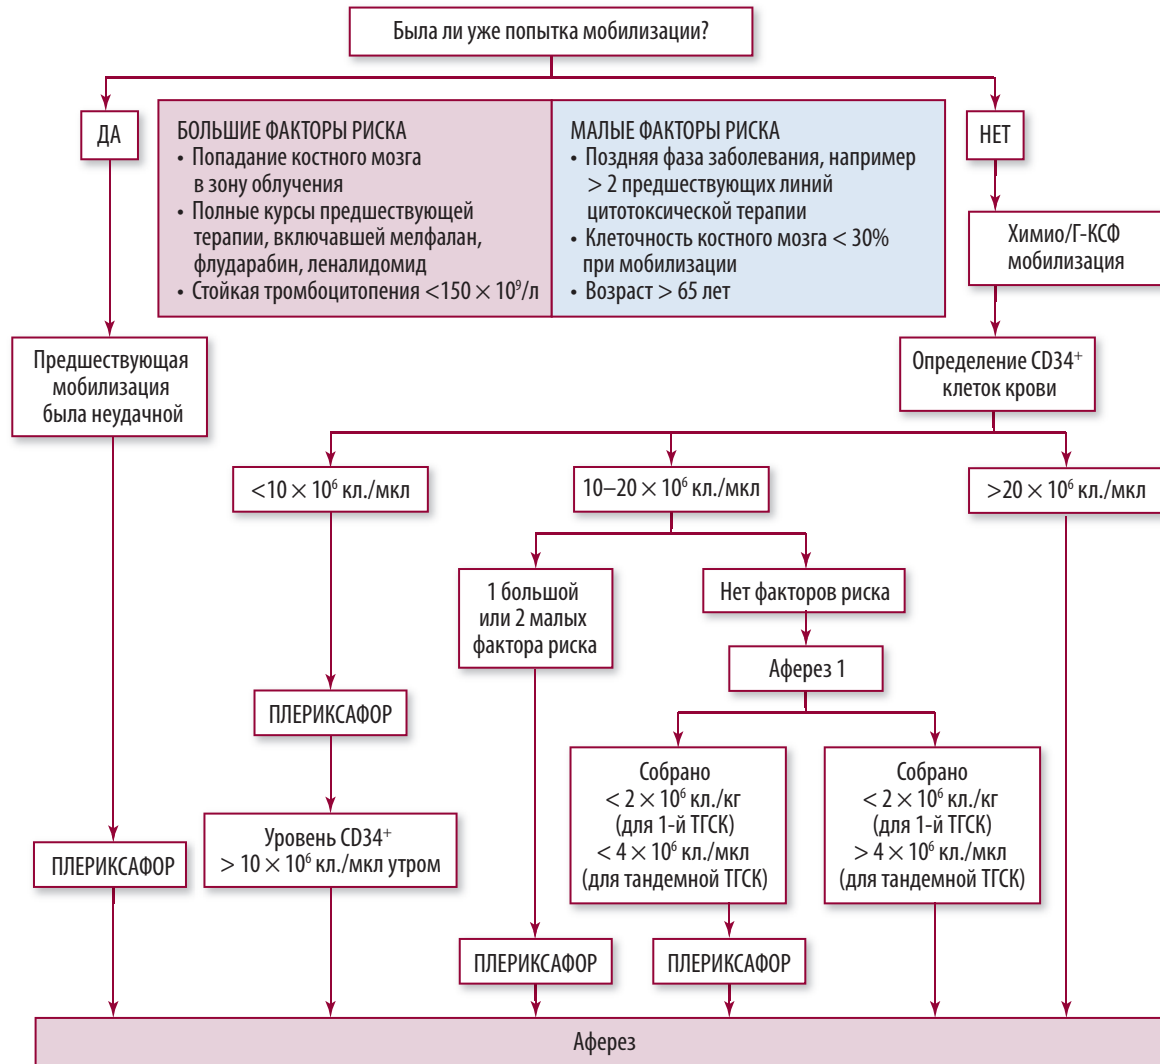 Была ли уже попытка мобилизации?
ДА
БОЛЬШИЕ ФАКТОРЫ РИСКА
• Попадание костного мозга
в зону облучения
• Полные курсы предшествующей
терапии, включавшей мелфалан,
флударабин, леналидомид
• Стойкая тромбоцитопения <150 × 10⁹/л
МАЛЫЕ ФАКТОРЫ РИСКА
• Поздняя фаза заболевания, например
> 2 предшествующих линий
цитотоксической терапии
• Клеточность костного мозга < 30%
при мобилизации
• Возраст > 65 лет
НЕТ
Химио/Г-КСФ
мобилизация
Предшествующая
мобилизация
была неудачной
Определение CD34⁺
клеток крови
<10 × 10⁶ кл./мкл
10–20 × 10⁶ кл./мкл
>20 × 10⁶ кл./мкл
1 большой
или 2 малых
фактора риска
Нет факторов риска
Аферез 1
ПЛЕРИКСАФОР
Собрано
< 2 × 10⁶ кл./кг
(для 1-й ТГСК)
< 4 × 10⁶ кл./мкл
(для тандемной ТГСК)
Собрано
< 2 × 10⁶ кл./кг
(для 1-й ТГСК)
> 4 × 10⁶ кл./мкл
(для тандемной ТГСК)
Уровень CD34⁺
> 10 × 10⁶ кл./мкл утром
ПЛЕРИКСАФОР
ПЛЕРИКСАФОР
ПЛЕРИКСАФОР
Аферез